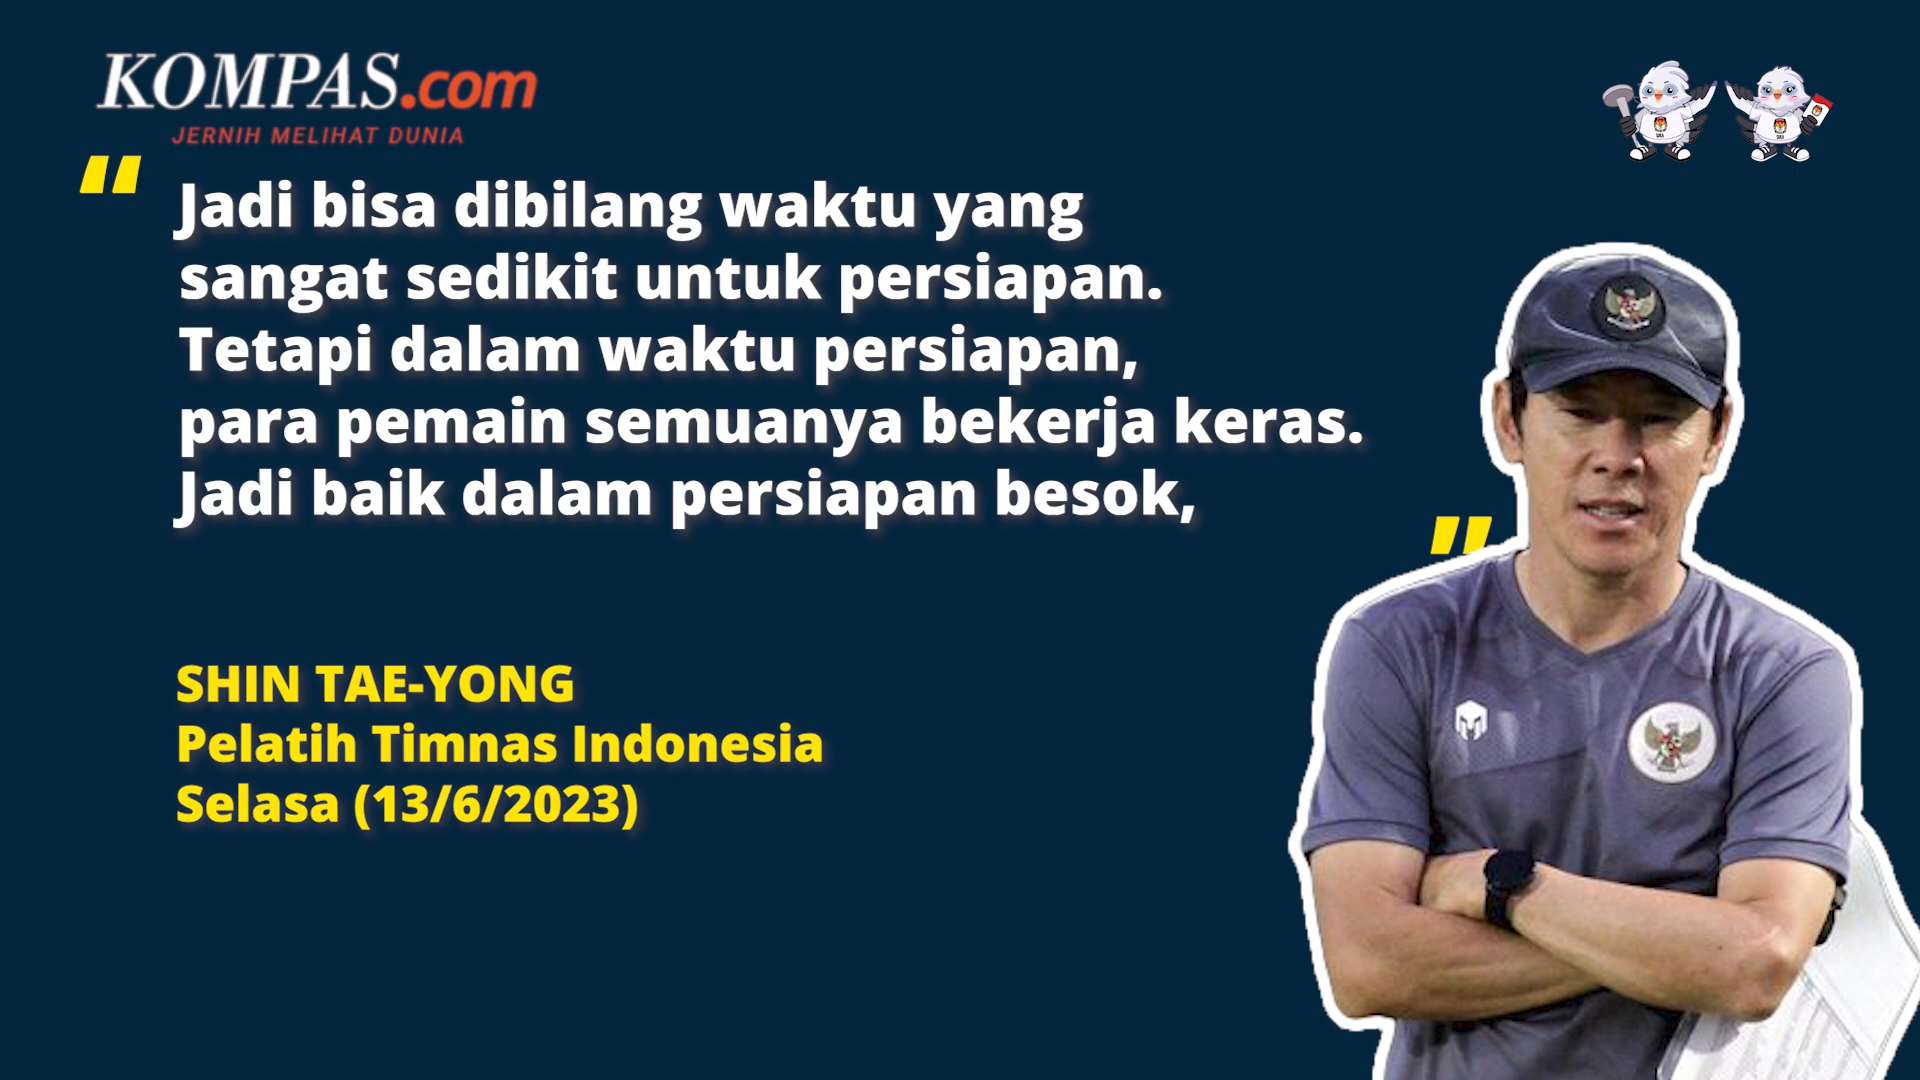 KOMPAS.com
JERNIH MELIHAT DUNIA
“ Jadi bisa dibilang waktu yang
sangat sedikit untuk persiapan.
Tetapi dalam waktu persiapan,
para pemain semuanya bekerja keras.
Jadi baik dalam persiapan besok, ”
SHIN TAE-YONG
Pelatih Timnas Indonesia
Selasa (13/6/2023)